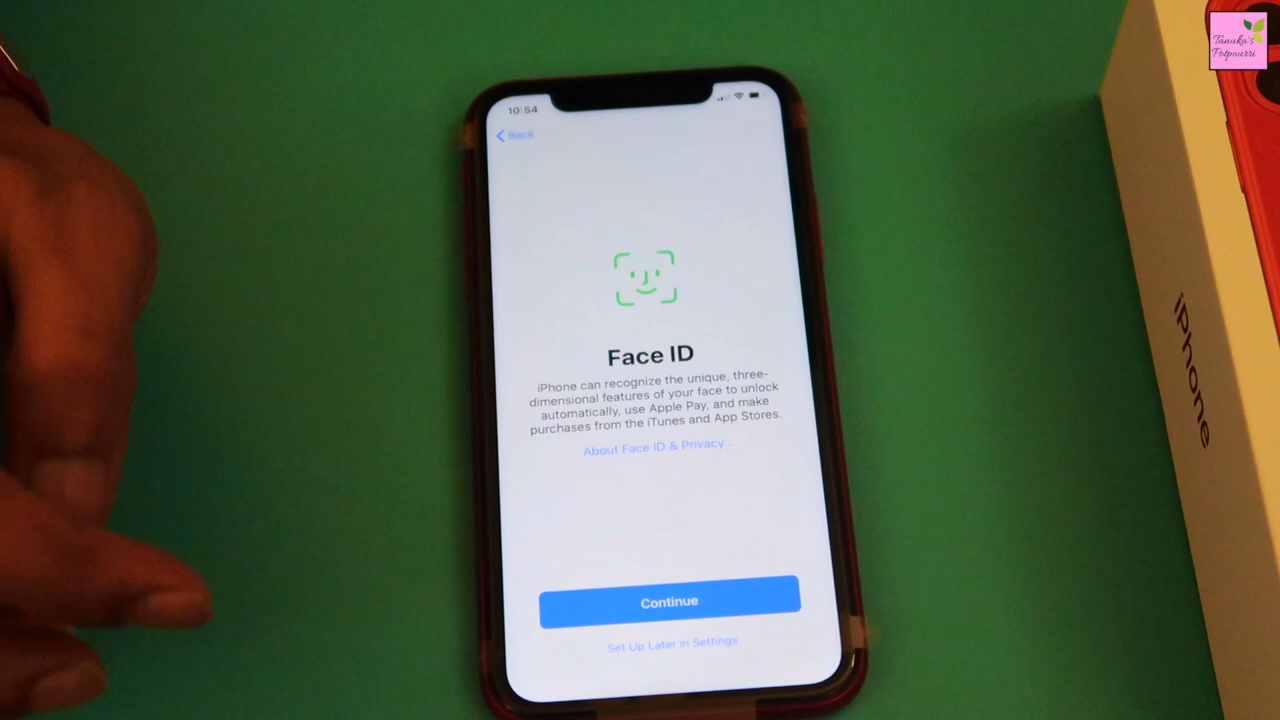 Tanuka's
Potpourri
10:54
Back
Face ID
iPhone can recognize the unique, three-
dimensional features of your face to unlock
automatically, use Apple Pay, and make
purchases from the iTunes and App Stores.
About Face ID & Privacy...
Continue
Set Up Later in Settings
iPhone